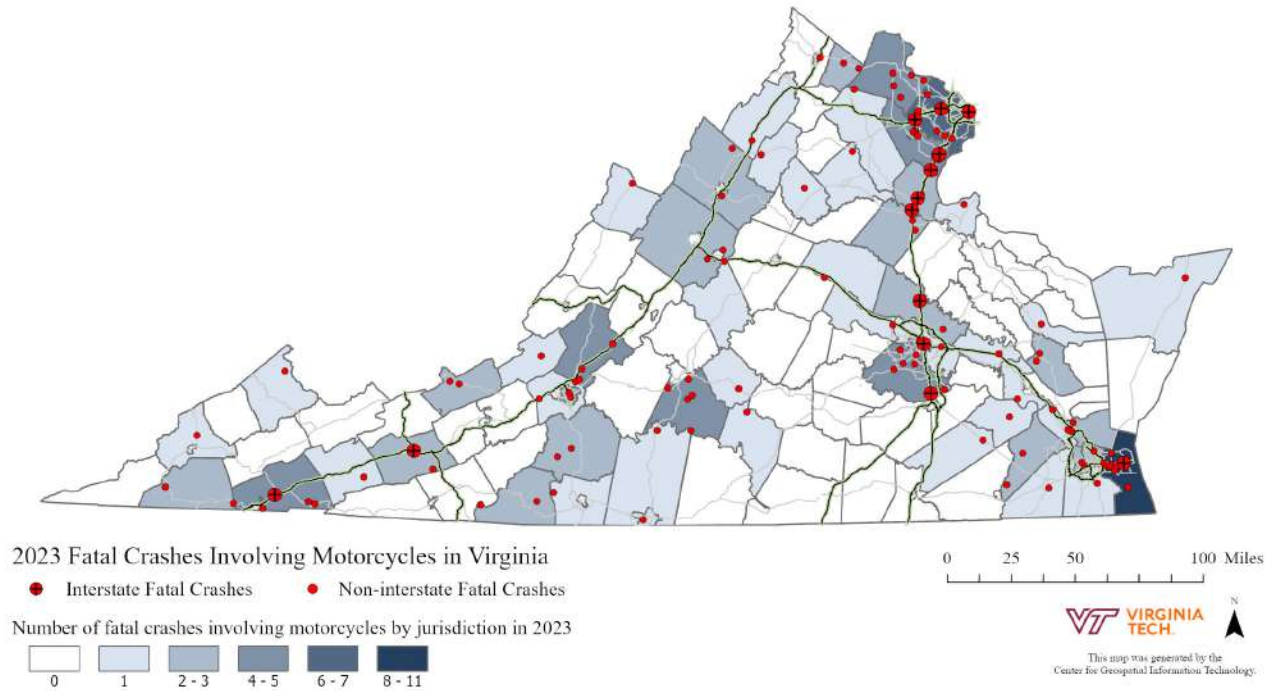 2023 Fatal Crashes Involving Motorcycles in Virginia
Interstate Fatal Crashes Non-interstate Fatal Crashes
Number of fatal crashes involving motorcycles by jurisdiction in 2023
0 1 2 - 3 4 - 5 6 - 7 8 - 11
0 25 50 100 Miles
VT VIRGINIA TECH.
N
This map was generated by the
Center for Geospatial Information Technology.